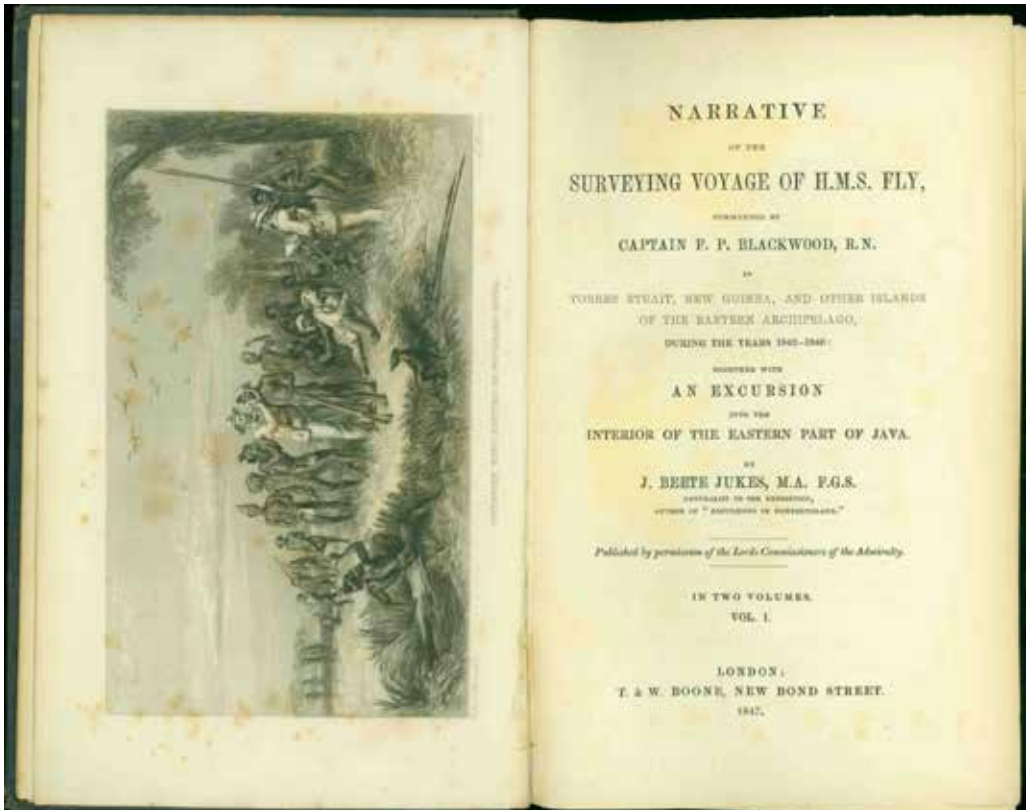 NARRATIVE
OF THE
SURVEYING VOYAGE OF H.M.S. FLY,
COMMANDED BY
CAPTAIN F. P. BLACKWOOD, R.N.
IN
TORRES STRAIT, NEW GUINEA, AND OTHER ISLANDS
OF THE EASTERN ARCHIPELAGO,
DURING THE YEARS 1842–1846:
TOGETHER WITH
AN EXCURSION
INTO THE
INTERIOR OF THE EASTERN PART OF JAVA.
BY
J. BEETE JUKES, M.A. F.G.S.
NATURALIST TO THE EXPEDITION,
AUTHOR OF "EXCURSIONS IN NEWFOUNDLAND."
Published by permission of the Lords Commissioners of the Admiralty.
IN TWO VOLUMES.
VOL. I.
LONDON:
T. & W. BOONE, NEW BOND STREET.
1847.